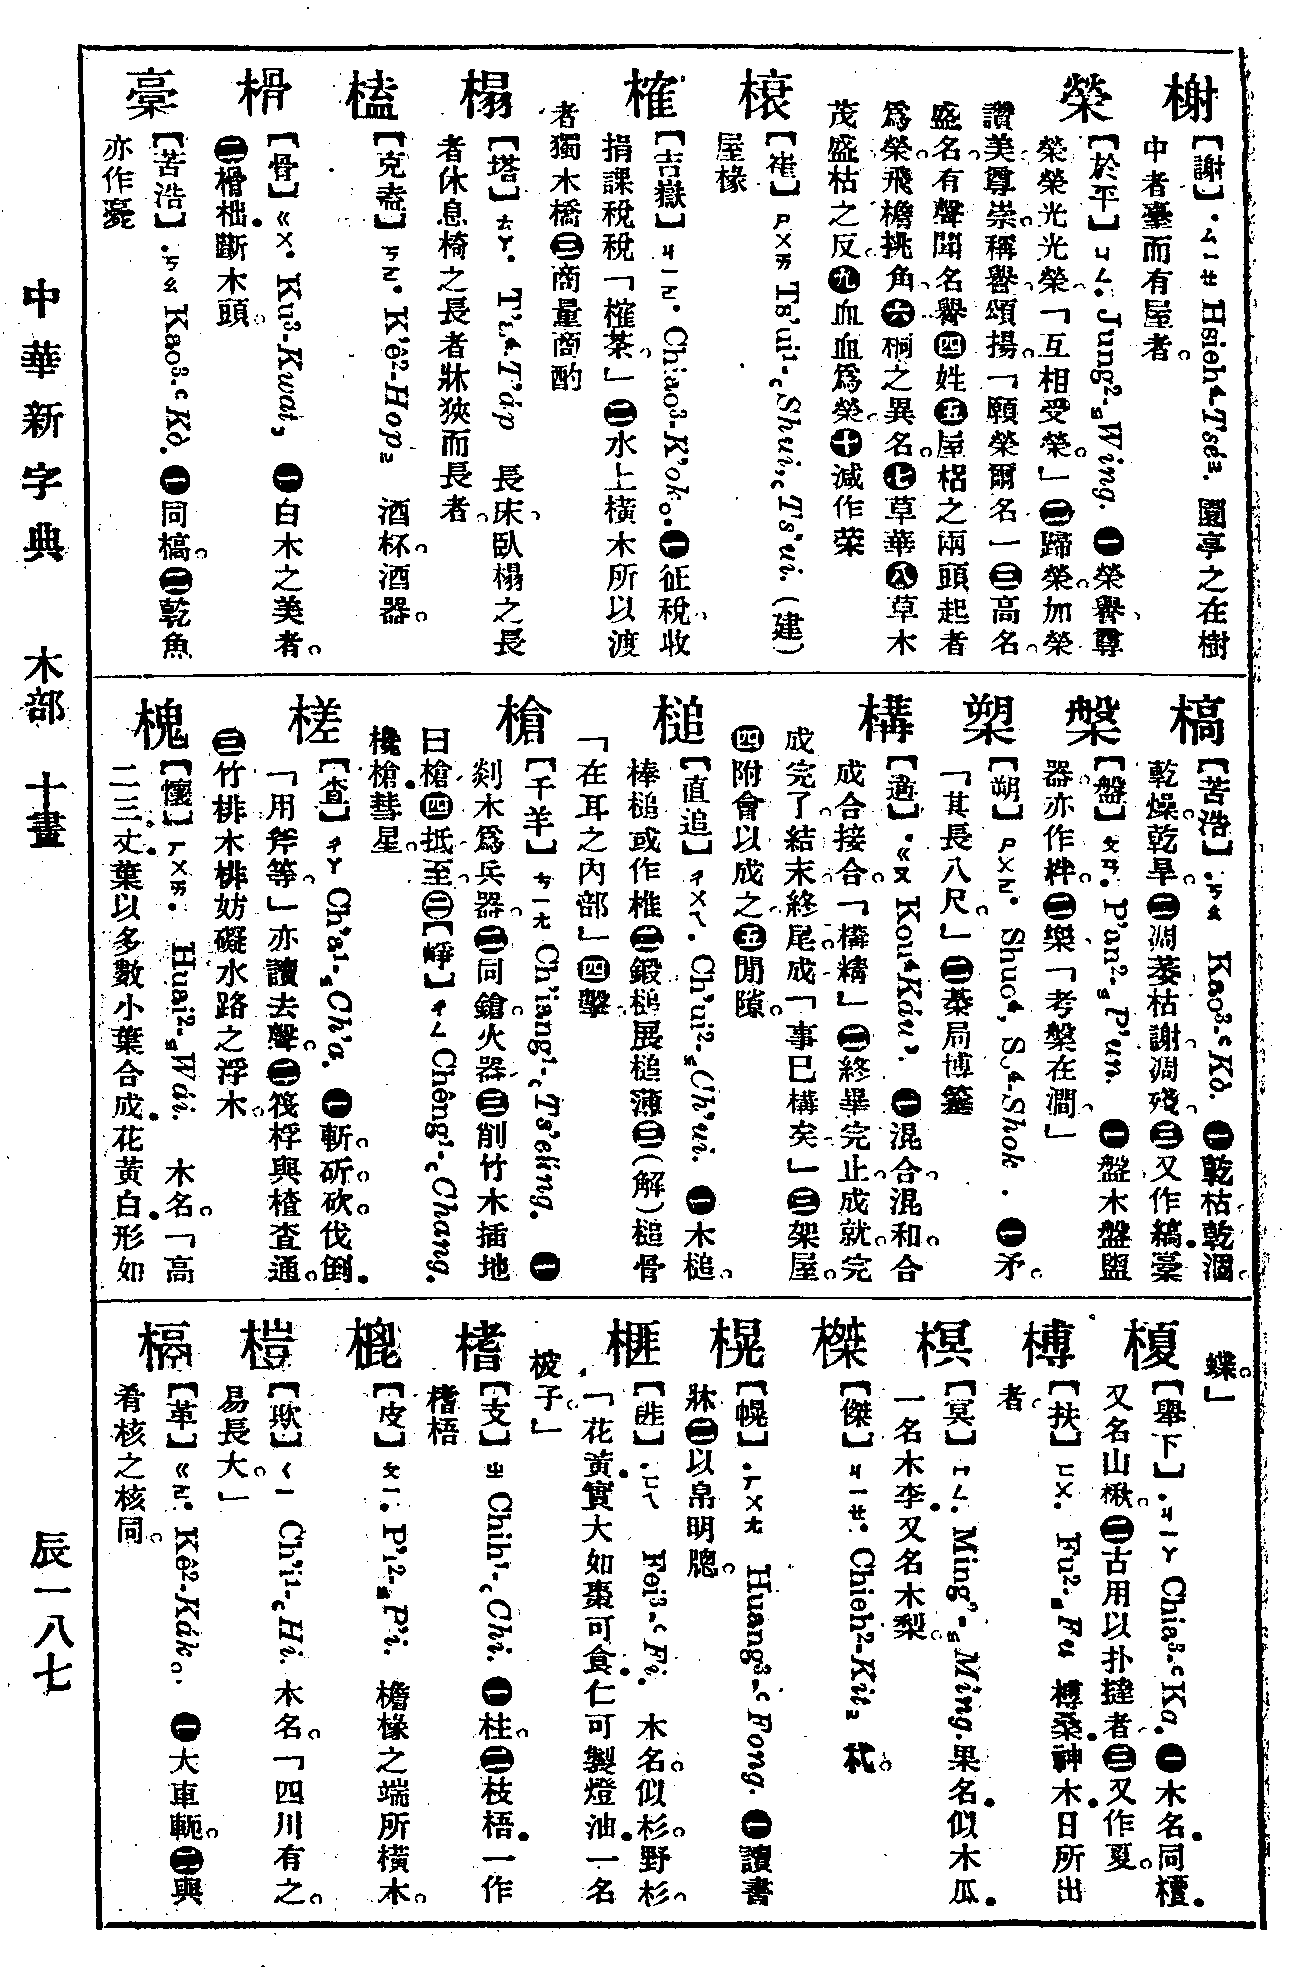 榭
【謝】•ㄙㄧㄝ Hsieh⁴-Tsé². 園亭之在樹
中者臺而有屋者。
榮
【於平】ㄩㄥ. Jung²-Wing. ㊀榮譽尊
榮榮光光榮。「互相受榮。」㊁歸榮。加榮
讚美尊崇。稱譽頌揚。「願榮爾名」㊂高名。
盛名。有聲聞名譽㊃姓㊄屋梠之兩頭起者
爲榮。飛檐挑角。㊅桐之異名。㊆草華㊇草木
茂盛枯之反。㊈血血爲榮。㊉減作荣
榱
【崔】ㄕㄨㄞ Ts'ui¹-Shui, Ts'ui. (建)
屋椽
榷
【吉嶽】ㄐㄧㄛ. Chiao³-K'ok. ㊀征稅。收
捐課稅稅「榷茶。」㊁水上橫木所以渡
者獨木橋㊂商量商酌
榻
【塔】ㄊㄚ. T'a⁴-T'áp 長床。臥榻之長
者休息椅之長者牀狹而長者。
榼
【克盍】ㄎㄜ. K'ê²-Hop 酒杯。酒器。
榾
【骨】ㄍㄨ. Ku³-Kwat, ㊀白木之美者。
㊁榾柮斷木頭。
槀
【苦浩】•ㄎㄠ Kao³-Kò. ㊀同槁。㊁乾魚
亦作薧
槁
【苦浩】•ㄎㄠ Kao³-Kò. ㊀乾枯。乾涸。
乾燥。乾旱。㊁凋萎枯謝。凋殘。㊂又作縞槀
槃
【盤】ㄆㄢ. P'an²-P'un. ㊀盤木盤盥
器亦作柈。㊁樂「考槃在澗。」
槊
【朔】ㄕㄨㄛ. Shuo⁴, S,⁴-Shok. ㊀矛。
「其長八尺。」㊁棊局博簺
構
【遘】•ㄍㄡ Kou⁴-Káu'. ㊀混合。混和。合
成合接合。「構精」㊁終畢完止。成就。完
成完了。結末終尾。成「事已構矣」㊂架屋。
㊃附會以成之㊄閒隙。
槌
【直追】ㄔㄨㄟ. Ch'ui²-Ch'ui. ㊀木槌。
棒槌或作椎㊁鍛槌展槌薄㊂(解)槌骨
「在耳之內部」㊃擊。
槍
【千羊】ㄘㄧㄤ Ch'iang¹-Ts'eüng. ㊀
剡木爲兵器。㊁同鎗火器。㊂削竹木插地
曰槍㊃抵至。㊁【崢】ㄔㄥ Chêng¹-Chang.
欃槍彗星。
槎
【查】ㄔㄚ Ch'a¹-Ch'a. ㊀斬。斫。砍。伐倒.
「用斧等。」亦讀去聲。㊁筏桴與楂查通。
㊂竹排木排妨礙水路之浮木。
槐
【懷】ㄏㄨㄞ. Huai²-Wái. 木名。「高
二三丈葉以多數小葉合成花黃白形如
蝶。」
榎
【舉下】•ㄐㄧㄚ Chia³-Ka. ㊀木名同檟
又名山楸。㊁古用以扑撻者。㊂又作夏。
榑
【扶】ㄈㄨ. Fu²-Fu 榑桑神木日所出
者。
榠
【冥】ㄇㄥ. Ming²-Ming. 果名似木瓜
一名木李又名木梨。
榤
【傑】ㄐㄧㄝ. Chieh²-Kit 杙。
榥
【幌】•ㄏㄨㄤ Huang³-Fong. ㊀讀書
牀㊁以帛明牕。
榧
【匪】•ㄈㄟ Fei³-Fi. 木名。似杉。野杉。
「花黃實大如棗可食仁可製燈油一名
柀子。」
榰
【支】ㄓ Chih¹-Chi. ㊀柱。㊁枝梧一作
榰梧
槐
【皮】ㄆㄧ. P'i²-P'i. 檐椽之端所橫木。
榿
【欺】ㄑㄧ Ch'i¹-Hi. 木名。「四川有之。
易長大。」
槅
【革】ㄍㄜ. Kê²-Kák. ㊀大車軛。㊁與
肴核之核同。
中華新字典 木部 十畫 辰一八七